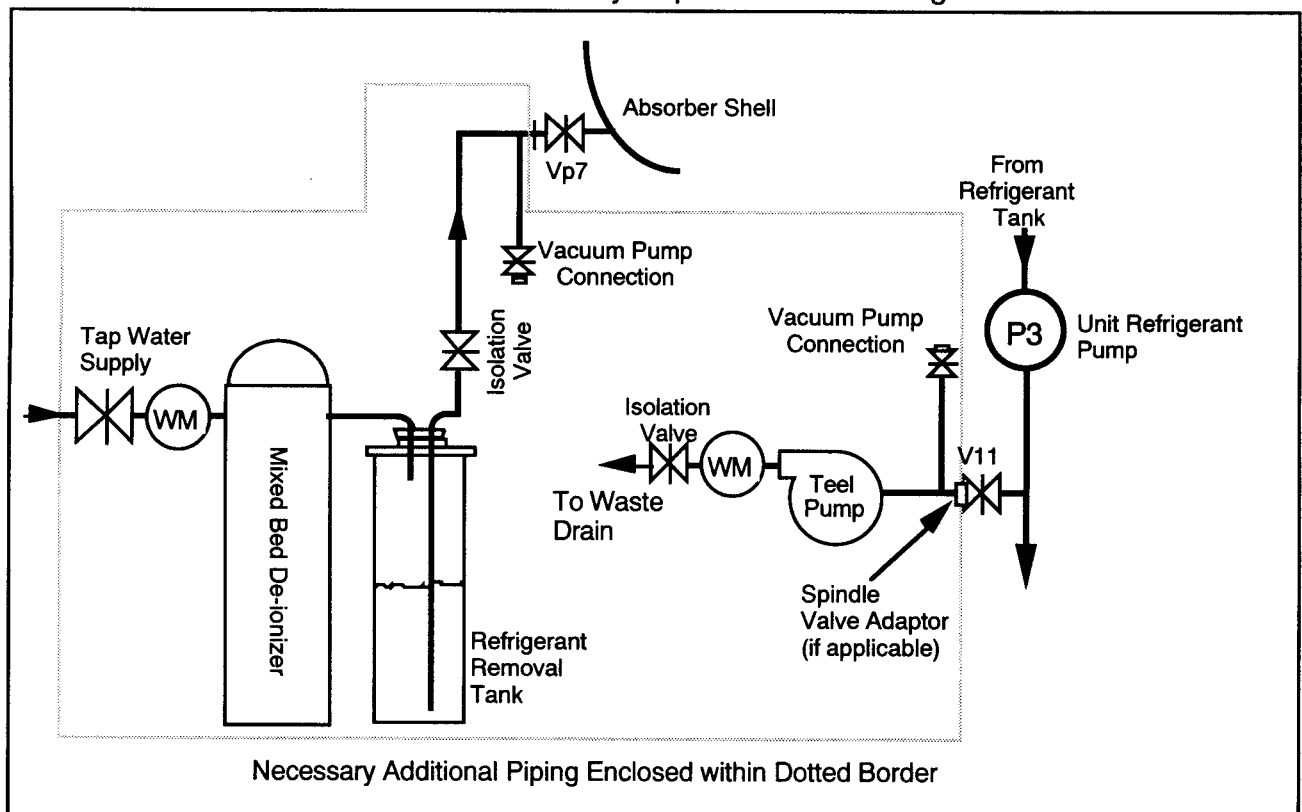 Absorber Shell
Vp7
From
Refrigerant
Tank
Vacuum Pump
Connection
Tap Water
Supply
Isolation
Valve
P3
Unit Refrigerant
Pump
Vacuum Pump
Connection
WM
Isolation
Valve
WM
V11
Mixed Bed De-ionizer
Teel
Pump
To Waste
Drain
Spindle
Valve Adaptor
(if applicable)
Refrigerant
Removal
Tank
Necessary Additional Piping Enclosed within Dotted Border